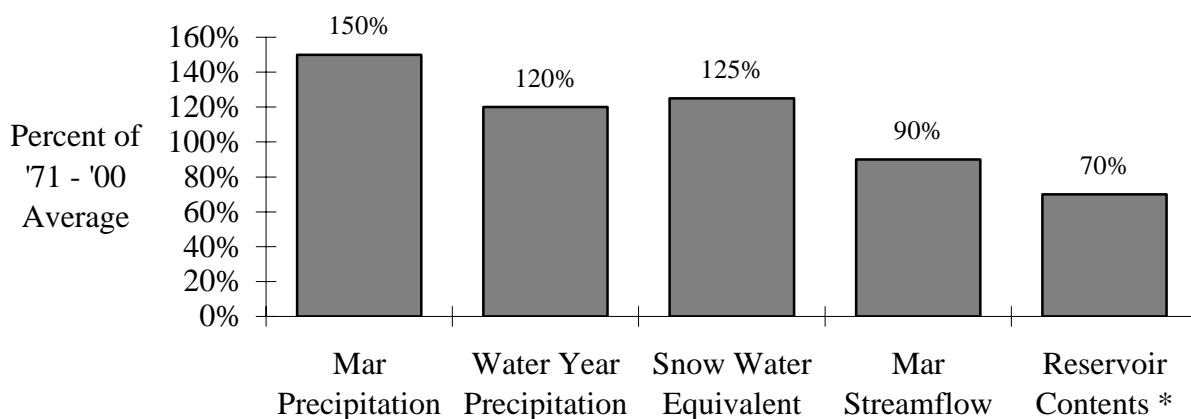 Percent of
'71 - '00
Average
160%
140%
120%
100%
80%
60%
40%
20%
0%
150%
120%
125%
90%
70%
Mar
Precipitation
Water Year
Precipitation
Snow Water
Equivalent
Mar
Streamflow
Reservoir
Contents *